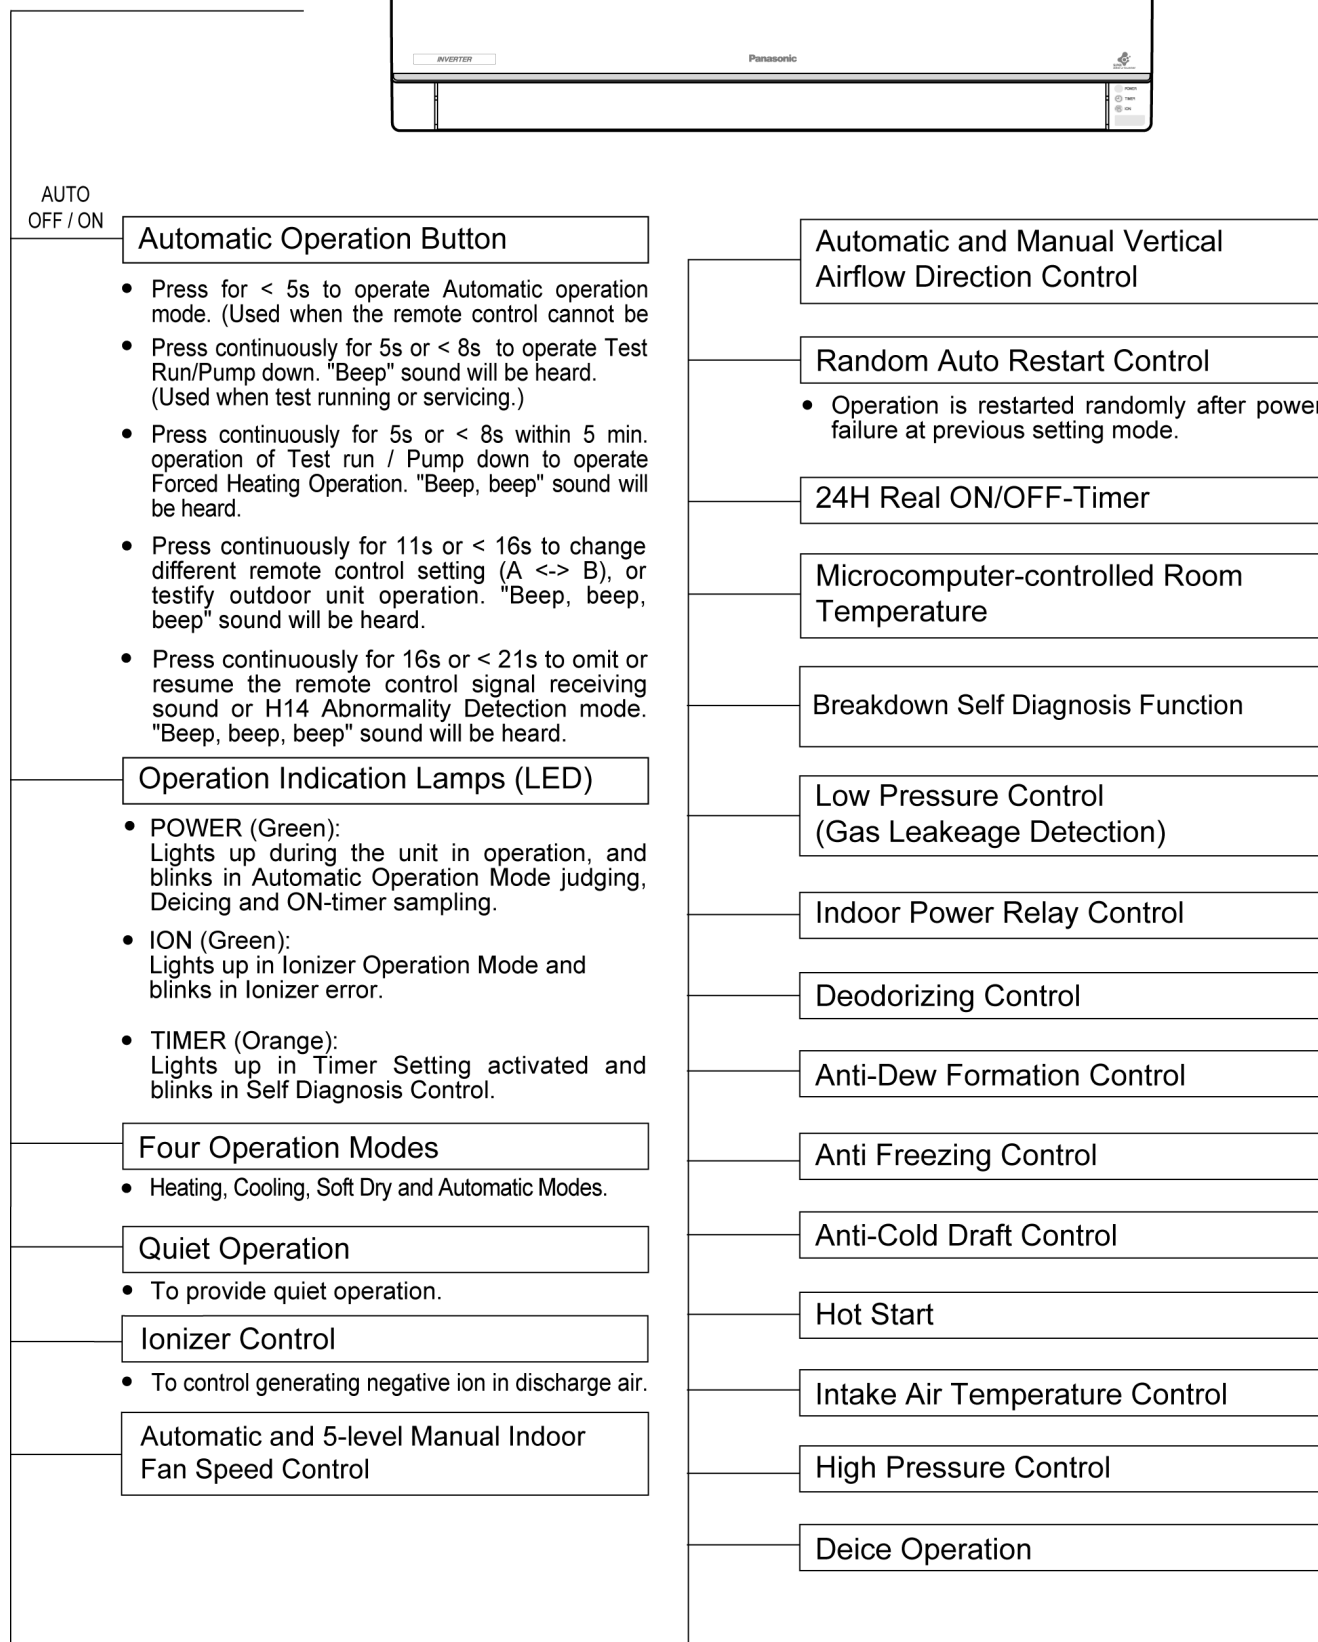 INVERTER
Panasonic
POWER
TIMER
ION
AUTO
OFF / ON
Automatic Operation Button
● Press for < 5s to operate Automatic operation
mode. (Used when the remote control cannot be
● Press continuously for 5s or < 8s to operate Test
Run/Pump down. "Beep" sound will be heard.
(Used when test running or servicing.)
● Press continuously for 5s or < 8s within 5 min.
operation of Test run / Pump down to operate
Forced Heating Operation. "Beep, beep" sound will
be heard.
● Press continuously for 11s or < 16s to change
different remote control setting (A <-> B), or
testify outdoor unit operation. "Beep, beep,
beep" sound will be heard.
● Press continuously for 16s or < 21s to omit or
resume the remote control signal receiving
sound or H14 Abnormality Detection mode.
"Beep, beep, beep" sound will be heard.
Operation Indication Lamps (LED)
● POWER (Green):
Lights up during the unit in operation, and
blinks in Automatic Operation Mode judging,
Deicing and ON-timer sampling.
● ION (Green):
Lights up in Ionizer Operation Mode and
blinks in Ionizer error.
● TIMER (Orange):
Lights up in Timer Setting activated and
blinks in Self Diagnosis Control.
Four Operation Modes
● Heating, Cooling, Soft Dry and Automatic Modes.
Quiet Operation
● To provide quiet operation.
Ionizer Control
● To control generating negative ion in discharge air.
Automatic and 5-level Manual Indoor
Fan Speed Control
Automatic and Manual Vertical
Airflow Direction Control
Random Auto Restart Control
● Operation is restarted randomly after power
failure at previous setting mode.
24H Real ON/OFF-Timer
Microcomputer-controlled Room
Temperature
Breakdown Self Diagnosis Function
Low Pressure Control
(Gas Leakeage Detection)
Indoor Power Relay Control
Deodorizing Control
Anti-Dew Formation Control
Anti Freezing Control
Anti-Cold Draft Control
Hot Start
Intake Air Temperature Control
High Pressure Control
Deice Operation